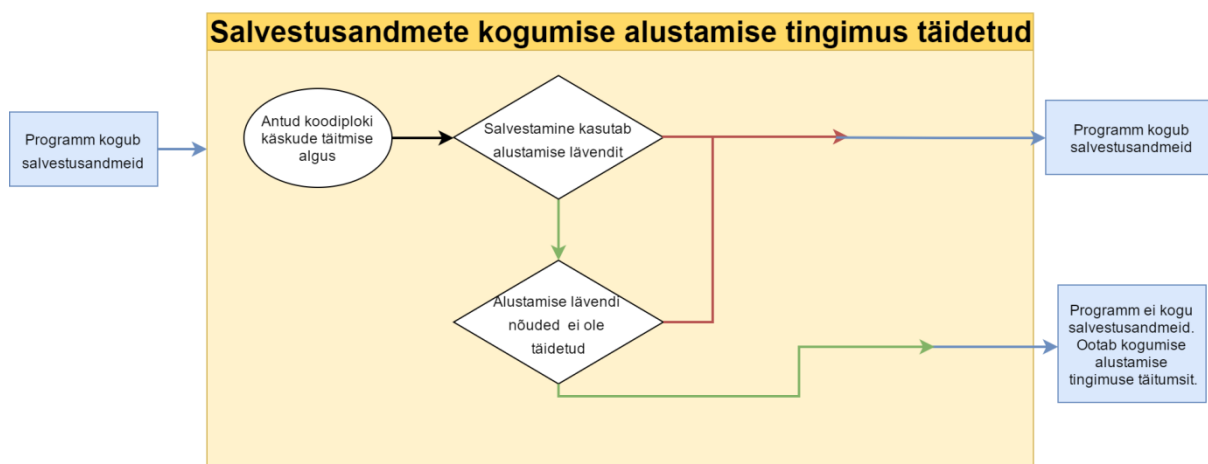 Salvestusandmete kogumise alustamise tingimus täidetud
Programm kogub
salvestusandmeid
Antud koodiploki
käskude täitmise
algus
Salvestamine kasutab
alustamise lävendit
Programm kogub
salvestusandmeid
Alustamise lävendi
nõuded ei ole
täidetud
Programm ei kogu
salvestusandmeid.
Ootab kogumise
alustamise
tingimuse täitumsit.